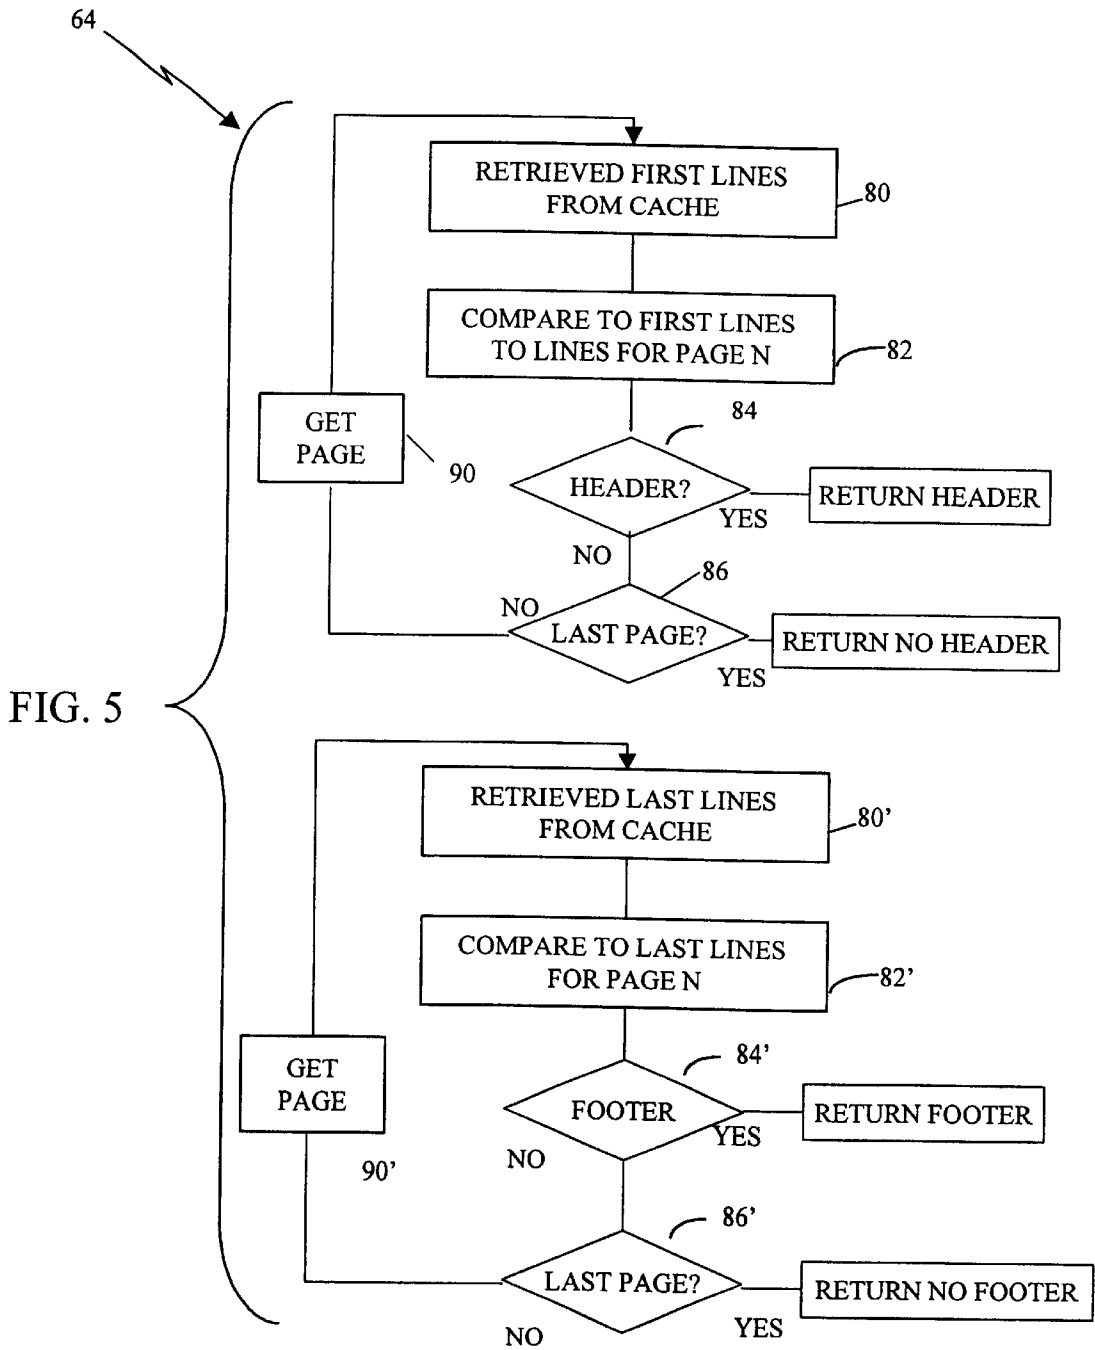 64
RETRIEVED FIRST LINES
FROM CACHE
80
COMPARE TO FIRST LINES
TO LINES FOR PAGE N
82
GET
PAGE
90
84
HEADER?
YES
RETURN HEADER
NO
86
NO
LAST PAGE?
YES
RETURN NO HEADER
FIG. 5
RETRIEVED LAST LINES
FROM CACHE
80’
COMPARE TO LAST LINES
FOR PAGE N
82’
GET
PAGE
90’
84’
FOOTER
YES
RETURN FOOTER
NO
86’
LAST PAGE?
NO
YES
RETURN NO FOOTER